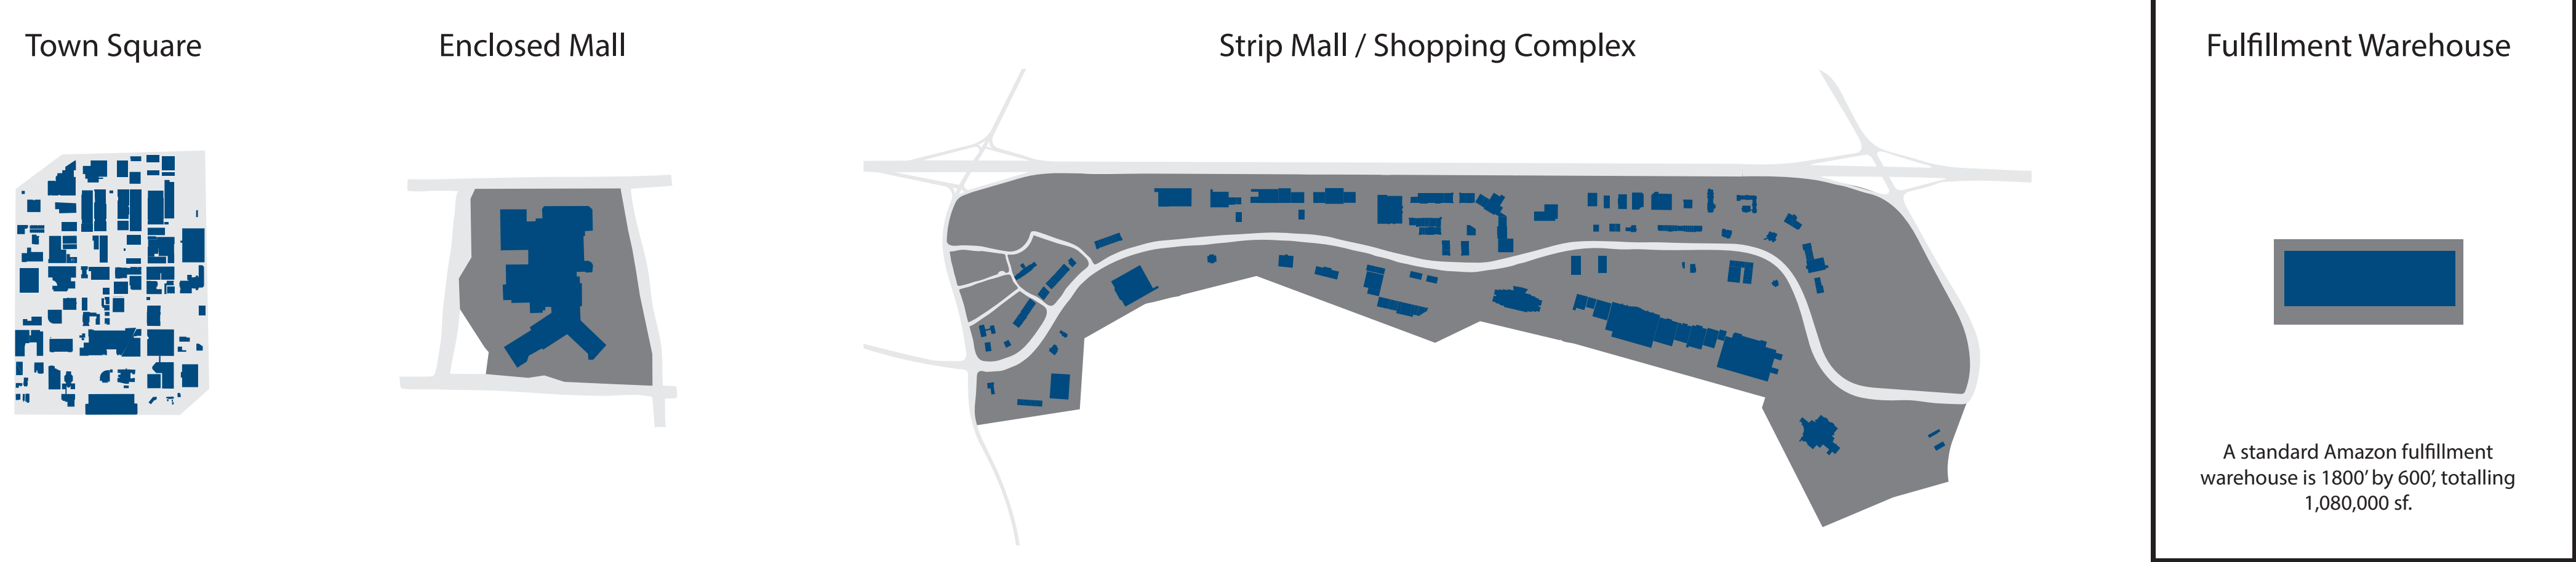 Town Square
Enclosed Mall
Strip Mall / Shopping Complex
Fulfillment Warehouse
A standard Amazon fulfillment
warehouse is 1800’ by 600’, totalling
1,080,000 sf.